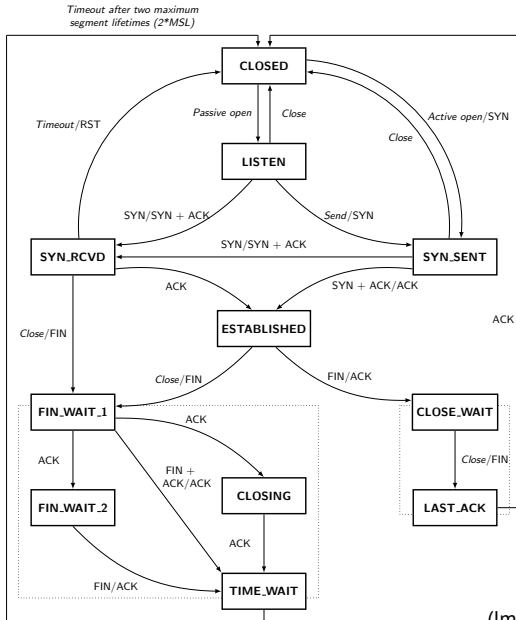 Timeout after two maximum
segment lifetimes (2*MSL)
CLOSED
Timeout/RST
Passive open
Close
Active open/SYN
Close
LISTEN
SYN/SYN + ACK
Send/SYN
SYN_RCVD
SYN/SYN + ACK
SYN_SENT
ACK
SYN + ACK/ACK
ESTABLISHED
ACK
Close/FIN
Close/FIN
FIN/ACK
FIN_WAIT_1
ACK
CLOSE_WAIT
ACK
FIN +
ACK/ACK
Close/FIN
FIN_WAIT_2
CLOSING
LAST_ACK
ACK
FIN/ACK
TIME_WAIT
(Im